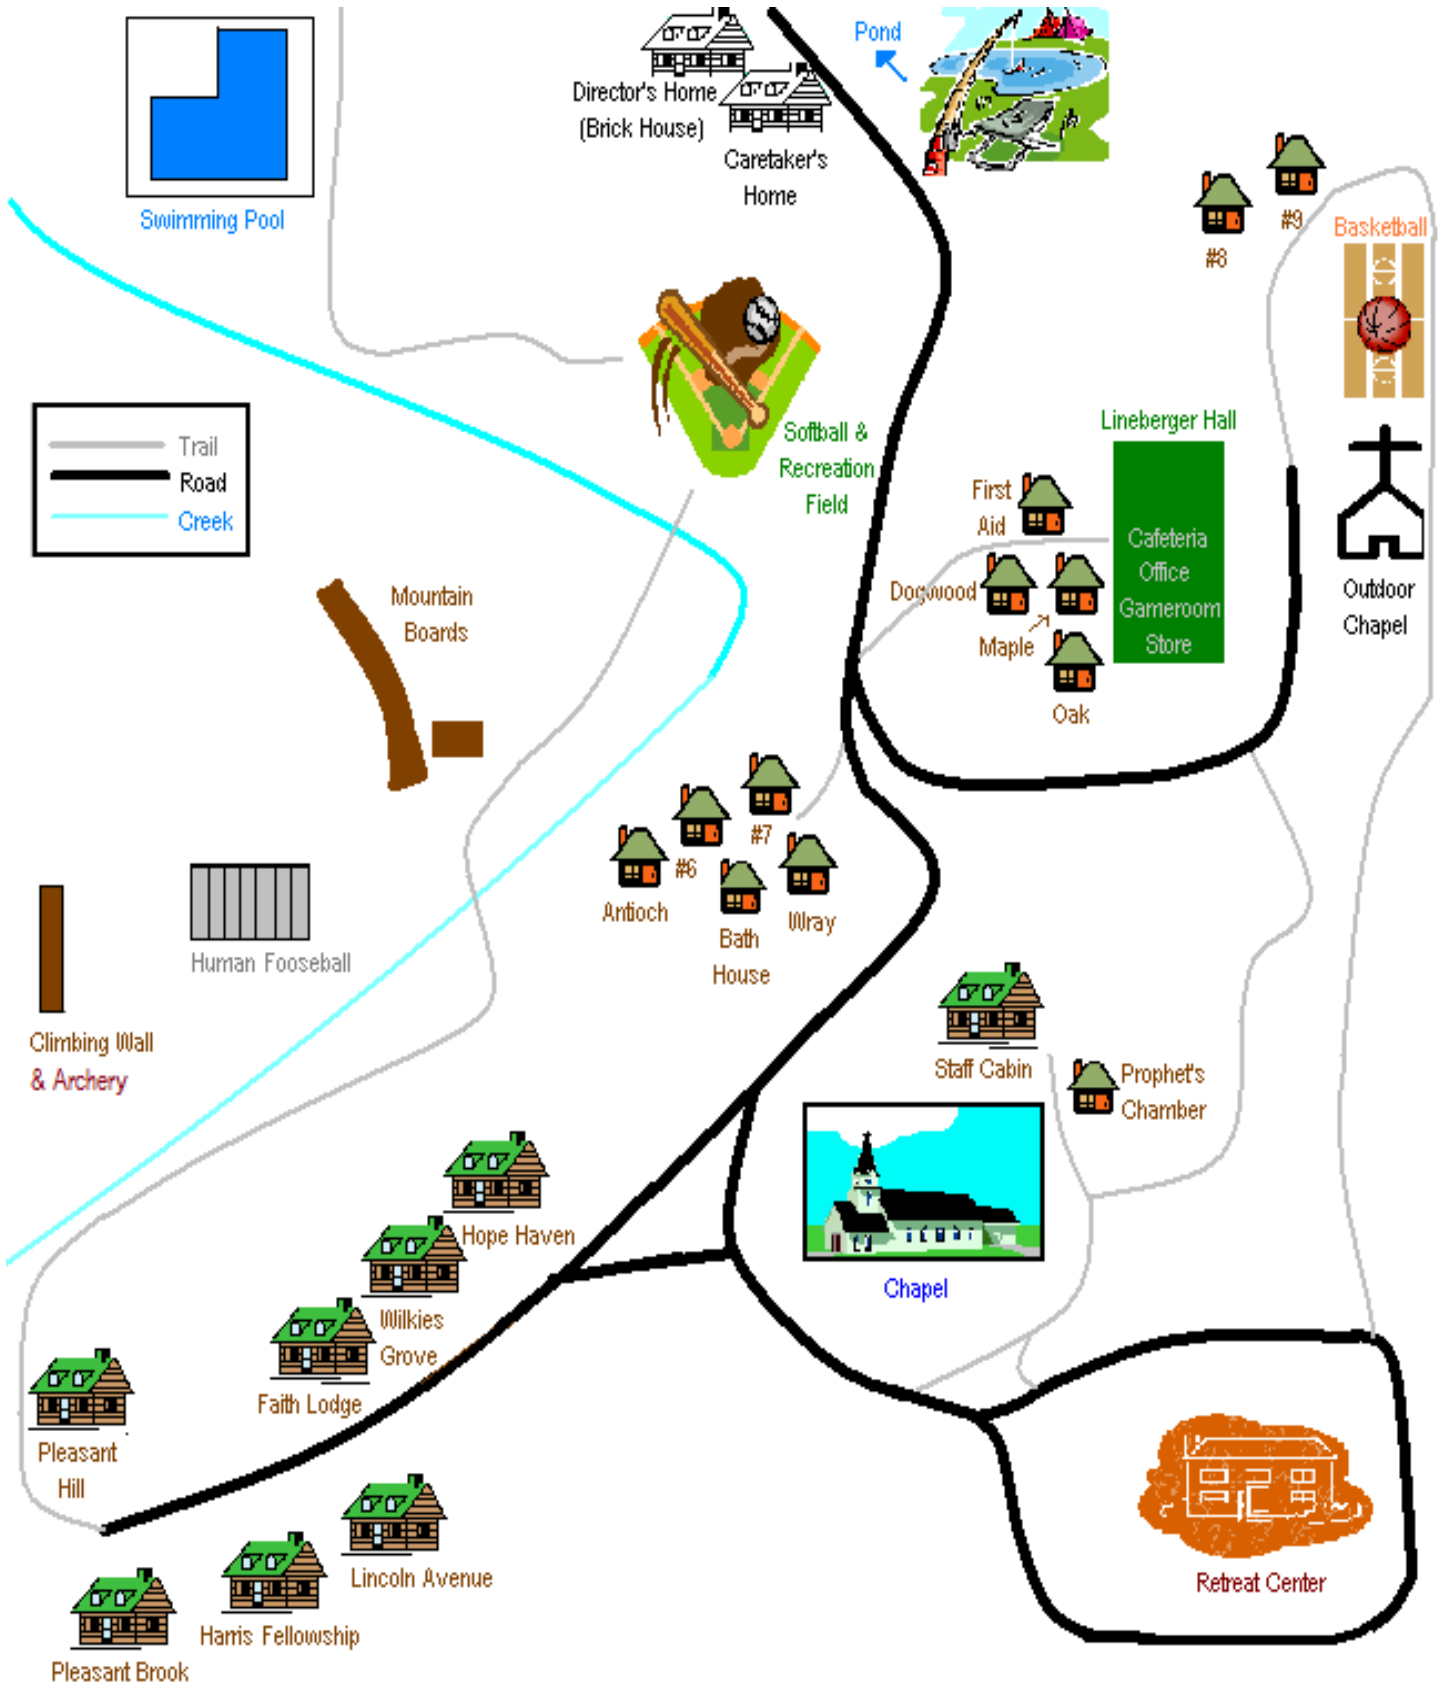 Pond
Director's Home
(Brick House)
Caretaker's
Home
Swimming Pool
#9
#8
Basketball
Trail
Road
Creek
Softball &
Recreation
Field
Lineberger Hall
Cafeteria
Office
Gameroom
Store
First
Aid
Dogwood
Maple
Oak
Outdoor
Chapel
Mountain
Boards
#7
#6
Antioch
Bath
House
Wray
Human Fooseball
Climbing Wall
& Archery
Staff Cabin
Prophet's
Chamber
Chapel
Hope Haven
Wilkies
Grove
Faith Lodge
Pleasant
Hill
Lincoln Avenue
Harris Fellowship
Pleasant Brook
Retreat Center